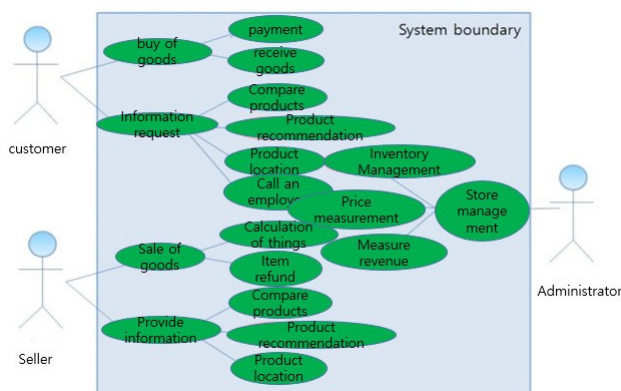 System boundary
payment
buy of
goods
receive
goods
customer
Information
request
Compare
products
Product
recommendation
Product
location
Call an
Inventory
Management
Price
measurement
Measure
revenue
Store
manage
ment
Administrator
Sale of
goods
Calculation
of things
Item
refund
Seller
Provide
information
Compare
products
Product
recommendation
Product
location